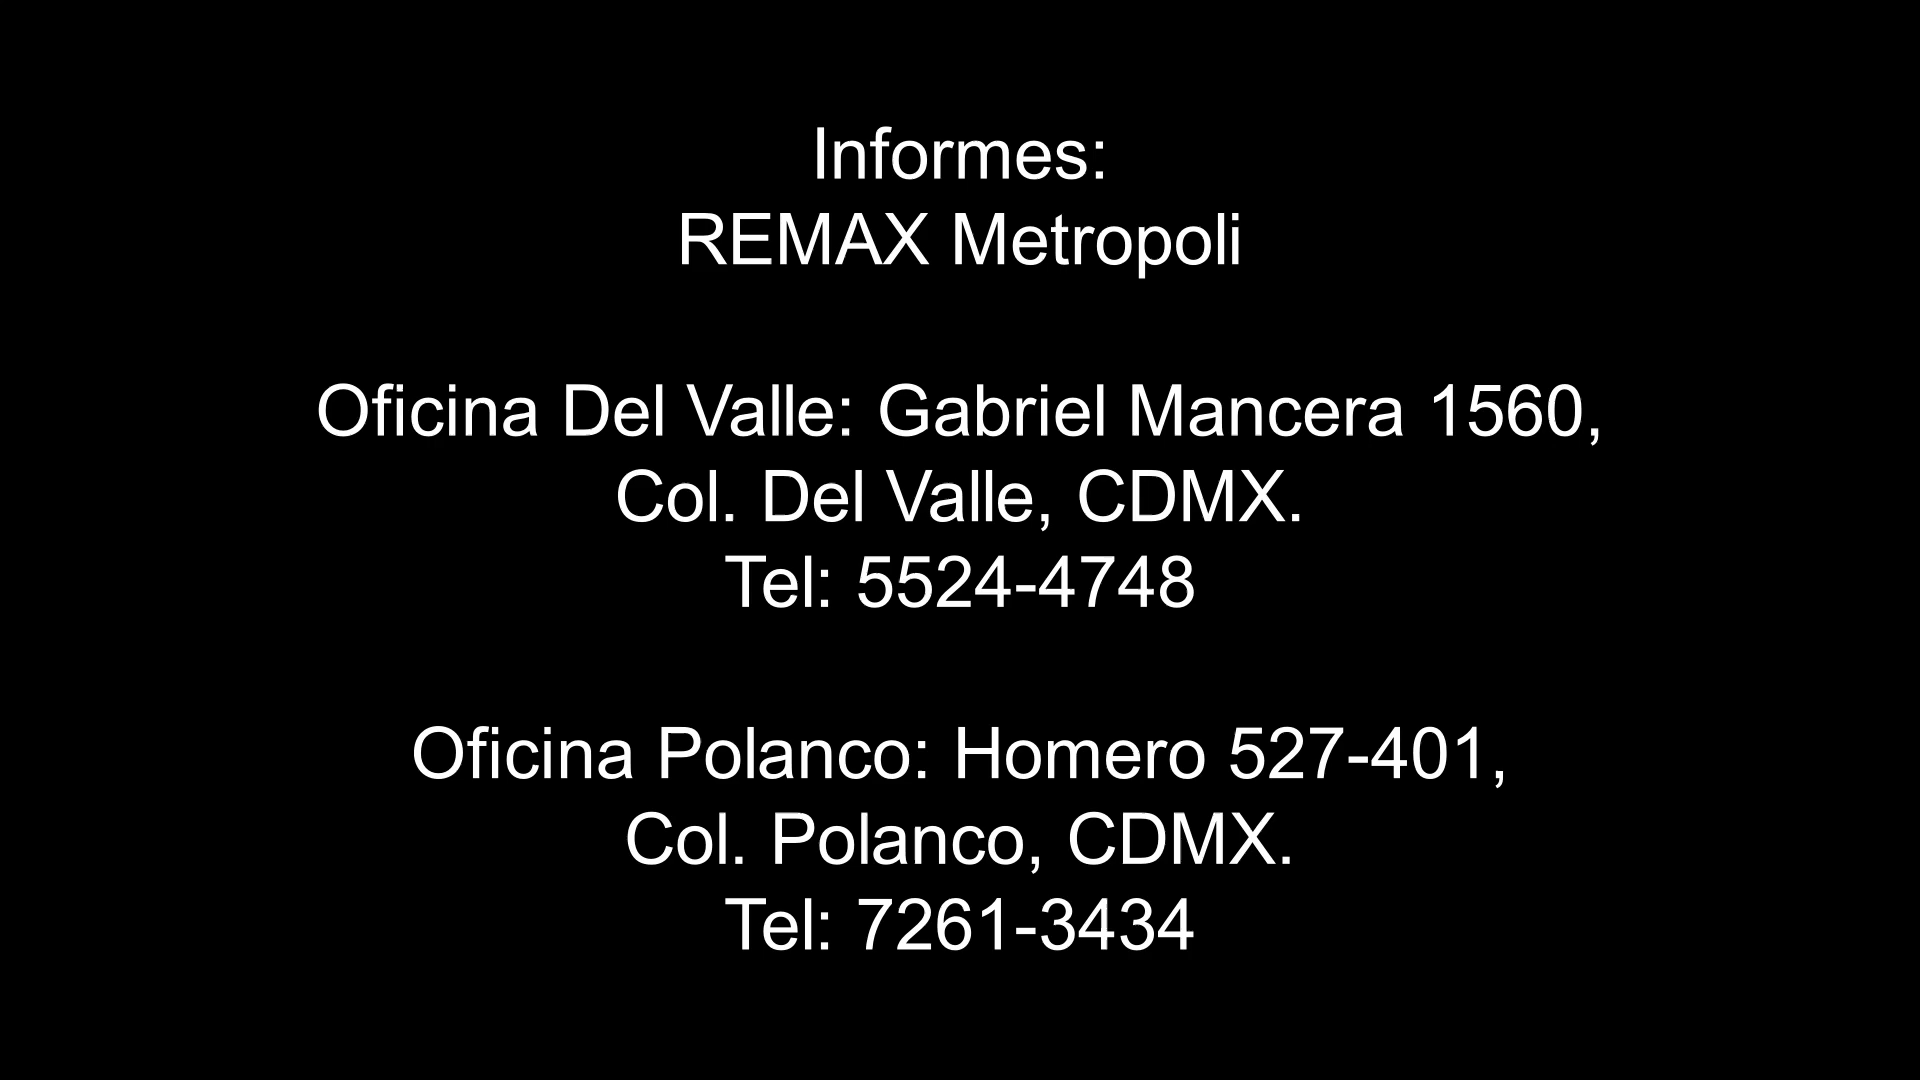 Informes:
REMAX Metropoli
Oficina Del Valle: Gabriel Mancera 1560,
Col. Del Valle, CDMX.
Tel: 5524-4748
Oficina Polanco: Homero 527-401,
Col. Polanco, CDMX.
Tel: 7261-3434